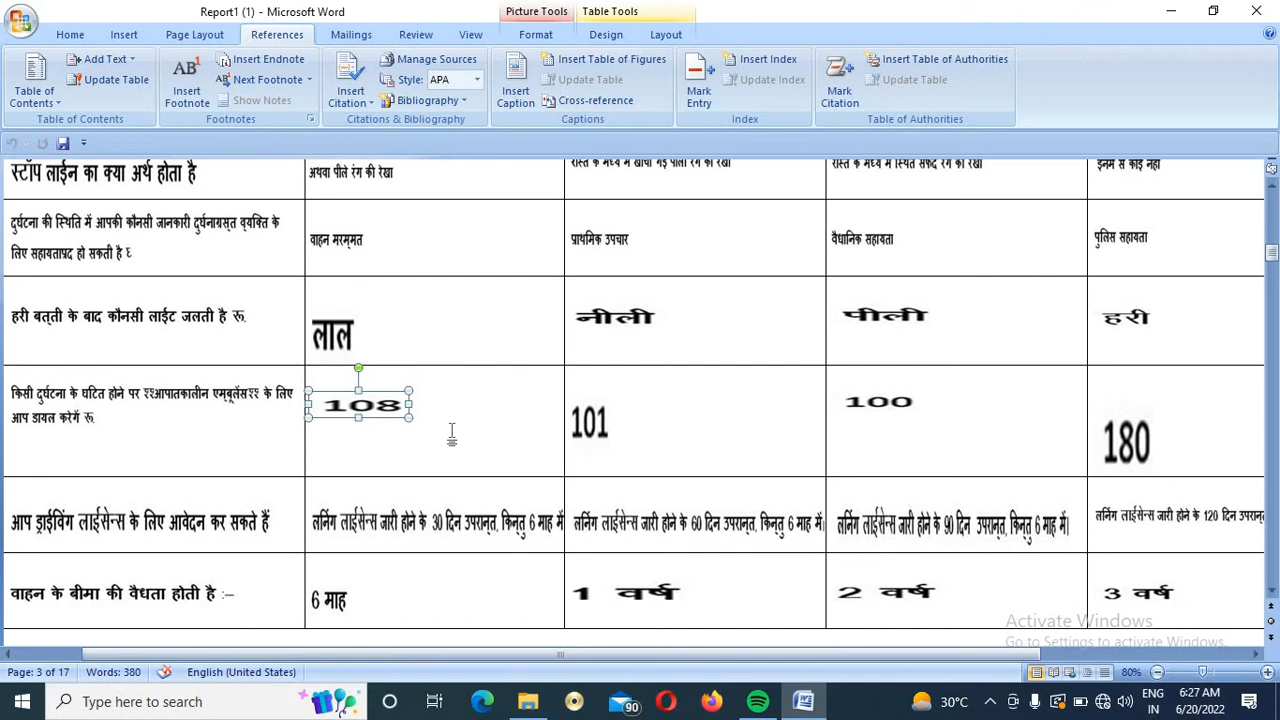 Report1 (1) - Microsoft Word
Picture Tools
Table Tools
Home
Insert
Page Layout
References
Mailings
Review
View
Format
Design
Layout
Table of Contents
Add Text
Update Table
Table of Contents
AB1
Insert Footnote
Insert Endnote
Next Footnote
Show Notes
Footnotes
Insert Citation
Manage Sources
Style: APA
Bibliography
Citations & Bibliography
Insert Caption
Insert Table of Figures
Update Table
Cross-reference
Captions
Mark Entry
Insert Index
Update Index
Index
Mark Citation
Insert Table of Authorities
Update Table
Table of Authorities
स्टॉप लाईन का क्या अर्थ होता है
अथवा पीले रंग की रेखा
दुर्घटना की स्थिति में आपकी कौनसी जानकारी दुर्घनाग्रस्त व्यक्ति के
लिए सहायताप्रद हो सकती है
वाहन मरम्मत
प्राथमिक उपचार
वैधानिक सहायता
पुलिस सहायता
हरी बत्ती के बाद कौनसी लाईट जलती है रू.
लाल
नीली
पीली
हरी
किसी दुर्घटना के घटित होने पर श्श्आपातकालीन एम्बूलेंसश्श् के लिए
आप डायल करेगें रू.
108
101
100
180
आप ड्राईविंग लाईसेन्स के लिए आवेदन कर सकते हैं
लर्निग लाईसेन्स जारी होने के 30 दिन उपरान्त, किन्तु 6 माह में
लर्निग लाईसेन्स जारी होने के 60 दिन उपरान्त, किन्तु 6 माह में।
लर्निग लाईसेन्स जारी होने के 90 दिन उपरान्त, किन्तु 6 माह में।
लर्निग लाईसेन्स जारी होने के 120 दिन
वाहन के बीमा की वैधता होती है :–
6 माह
1 वर्ष
2 वर्ष
3 वर्ष
Activate Windows
Go to Settings to activate Windows.
Page: 3 of 17
Words: 380
English (United States)
80%
Type here to search
90
30°C
ENG
IN
6:27 AM
6/20/2022